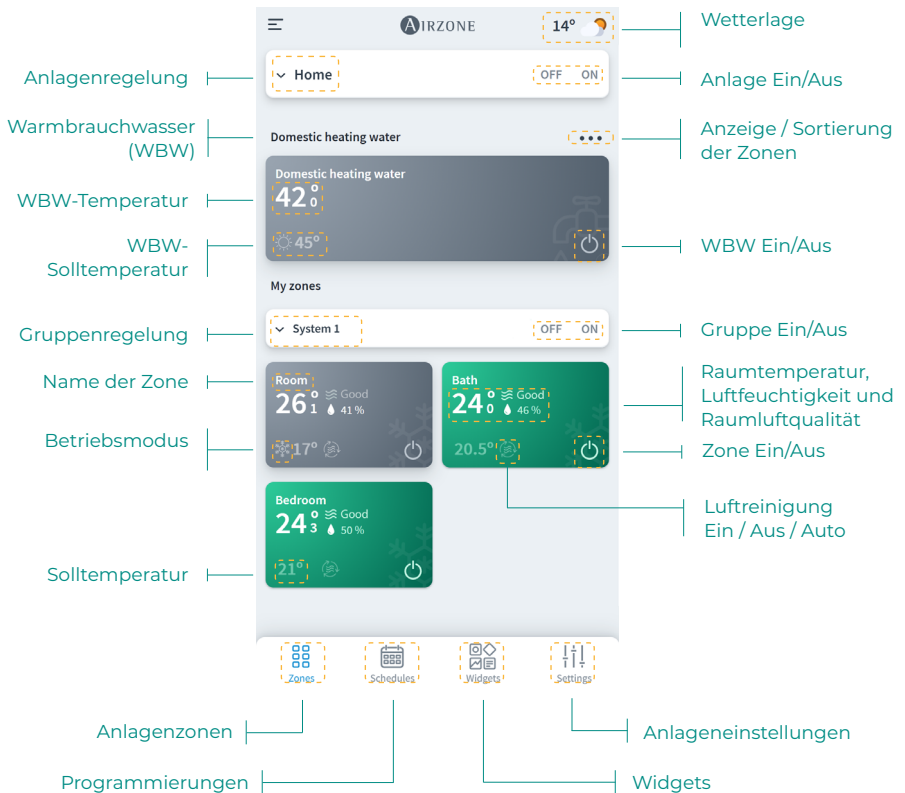 AIRZONE
14°
Wetterlage
Anlagenregelung
Home
OFF ON
Anlage Ein/Aus
Warmbrauchwasser
(WBW)
Domestic heating water
Anzeige / Sortierung
der Zonen
Domestic heating water
WBW-Temperatur
42°0
WBW-
Solltemperatur
45°
WBW Ein/Aus
My zones
Gruppenregelung
System 1
OFF ON
Gruppe Ein/Aus
Name der Zone
Room
26°1
Good
41 %
Bath
24°0
Good
46 %
Raumtemperatur,
Luftfeuchtigkeit und
Raumluftqualität
Betriebsmodus
17°
20.5°
Zone Ein/Aus
Bedroom
24°3
Good
50 %
Luftreinigung
Ein / Aus / Auto
Solltemperatur
21°
Zones
Schedules
Widgets
Settings
Anlagenzonen
Anlageneinstellungen
Programmierungen
Widgets